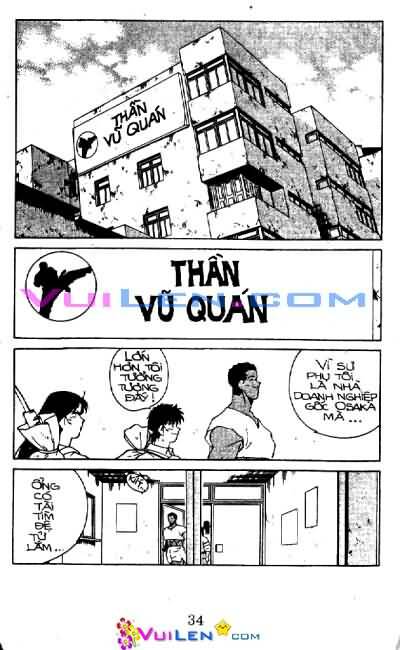 THẦN
VŨ QUÁN
THẦN
VŨ QUÁN
VUILEN.COM
LỚN
HƠN TÔI
TƯỞNG
TƯỢNG
ĐẤY!
VÌ SƯ
PHỤ TÔI
LÀ NHÀ
DOANH NGHIỆP
GỐC OSAKA
MÀ...
ỔNG
CÓ
TÀI
TÌM
ĐỆ
TỬ
LẮM...
34
VUILEN.COM